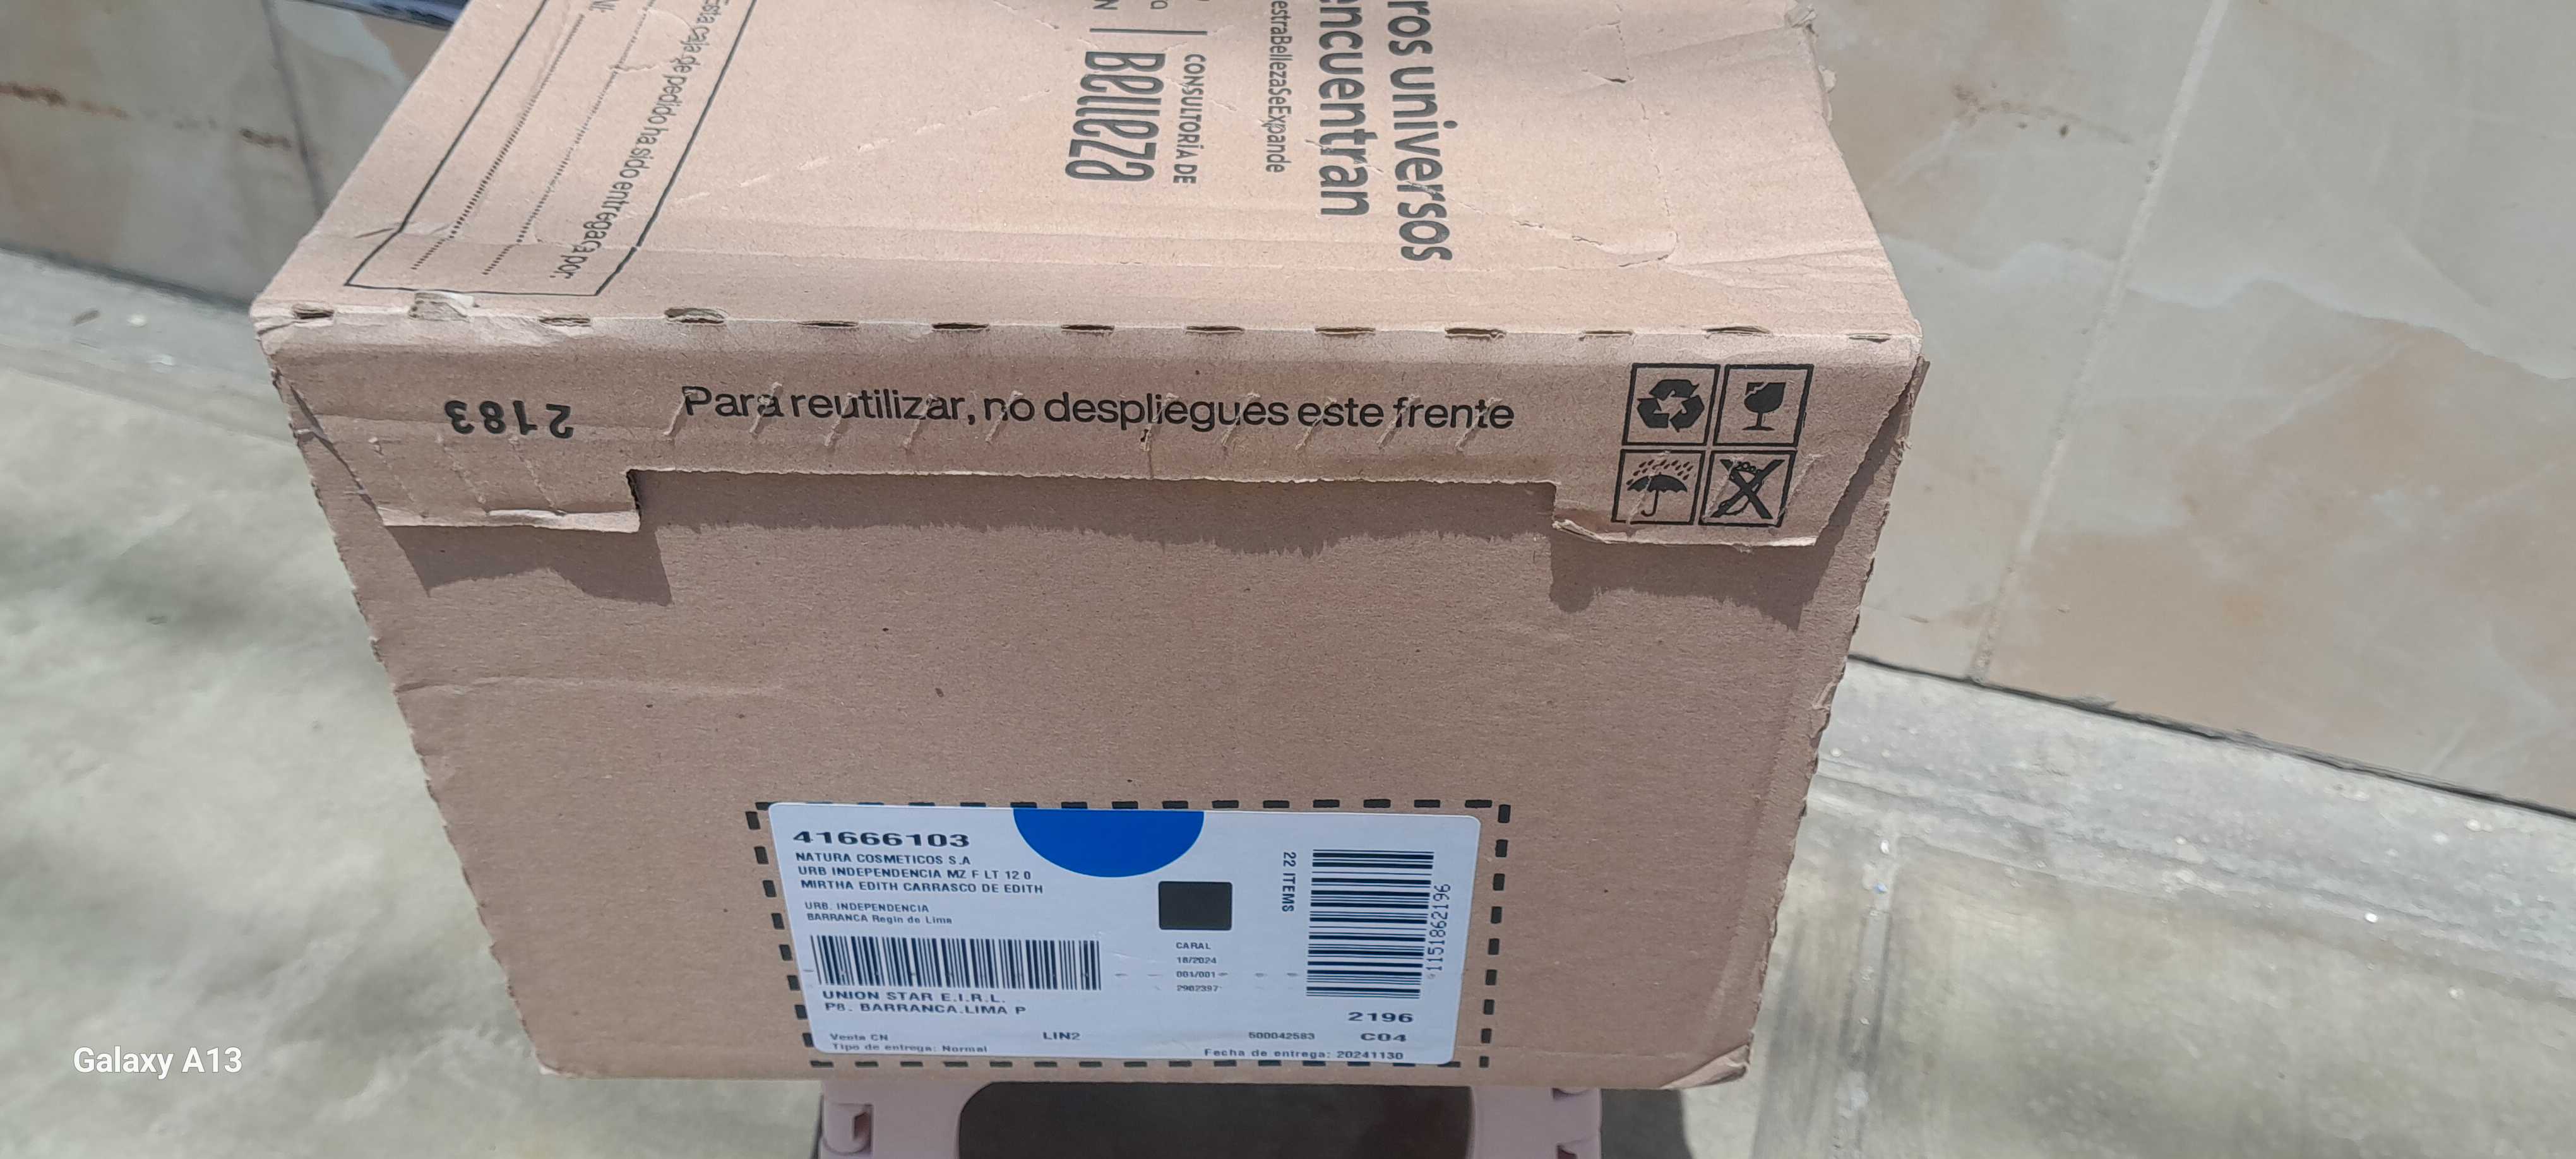 Esta caja de pedido ha sido entregada por:
CONSULTORÍA DE
Belleza
estraBellezaSeExpande
ros universos
encuentran
2183
Para reutilizar, no despliegues este frente
41666103
NATURA COSMETICOS S.A
URB INDEPENDENCIA MZ F LT 12 0
MIRTHA EDITH CARRASCO DE EDITH
URB. INDEPENDENCIA
BARRANCA Regin de Lima
UNION STAR E.I.R.L.
P8. BARRANCA.LIMA P
Venta CN
Tipo de entrega: Normal
LIN2
CARAL
18/2024
001/001
2982397
22 ITEMS
1151862196
2196
500042583
C04
Fecha de entrega: 20241130
Galaxy A13